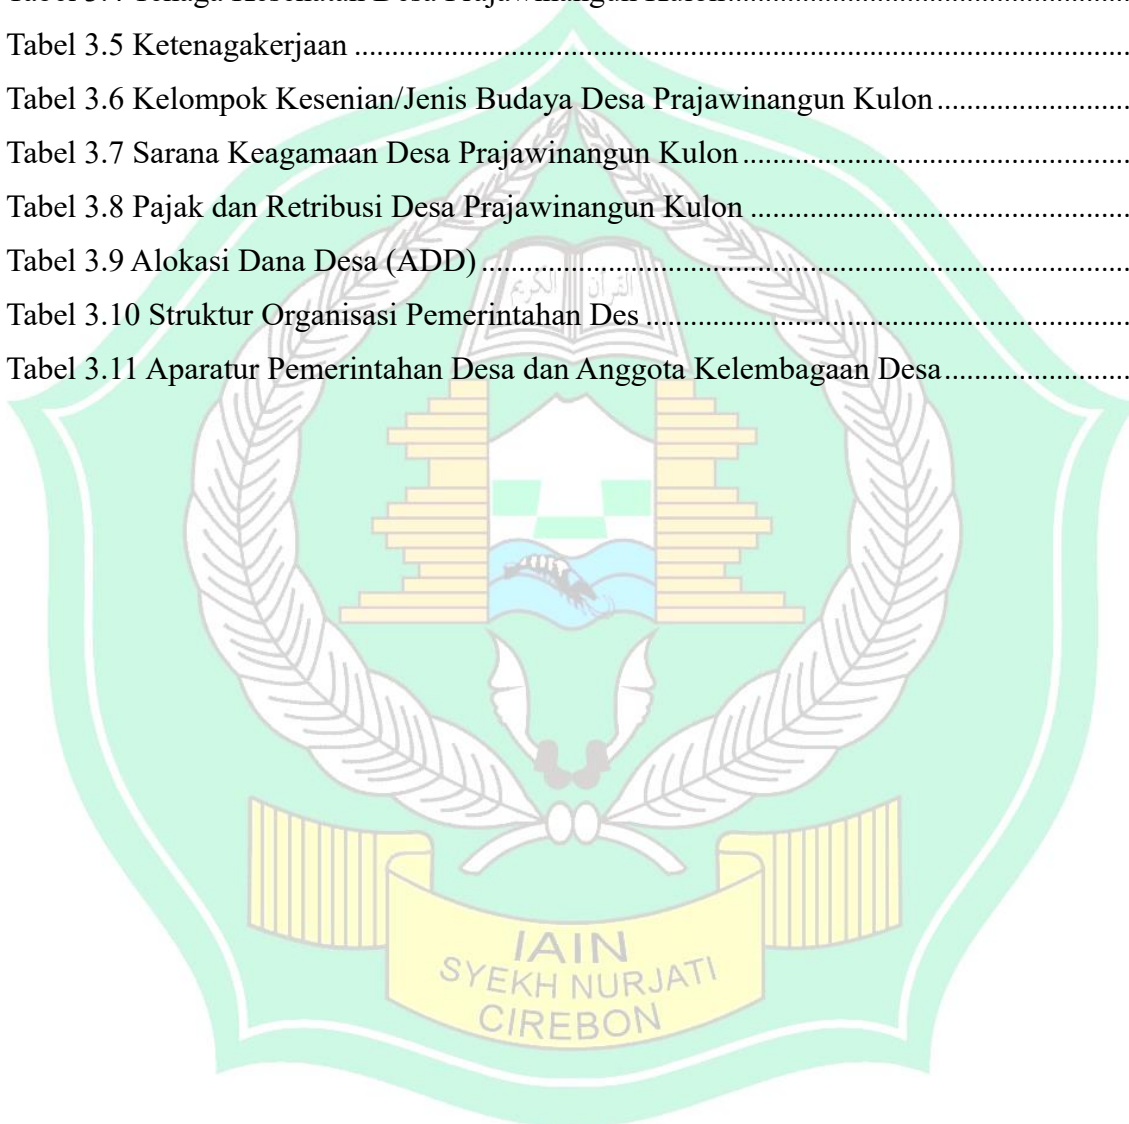 Tabel 3.5 Ketenagakerjaan ....................................................................................................
Tabel 3.6 Kelompok Kesenian/Jenis Budaya Desa Prajawinangun Kulon.........................
Tabel 3.7 Sarana Keagamaan Desa Prajawinangun Kulon..................................................
Tabel 3.8 Pajak dan Retribusi Desa Prajawinangun Kulon .................................................
Tabel 3.9 Alokasi Dana Desa (ADD)....................................................................................
القرآن الكريم
Tabel 3.10 Struktur Organisasi Pemerintahan Des ...............................................................
Tabel 3.11 Aparatur Pemerintahan Desa dan Anggota Kelembagaan Desa........................
IAIN
SYEKH NURJATI
CIREBON